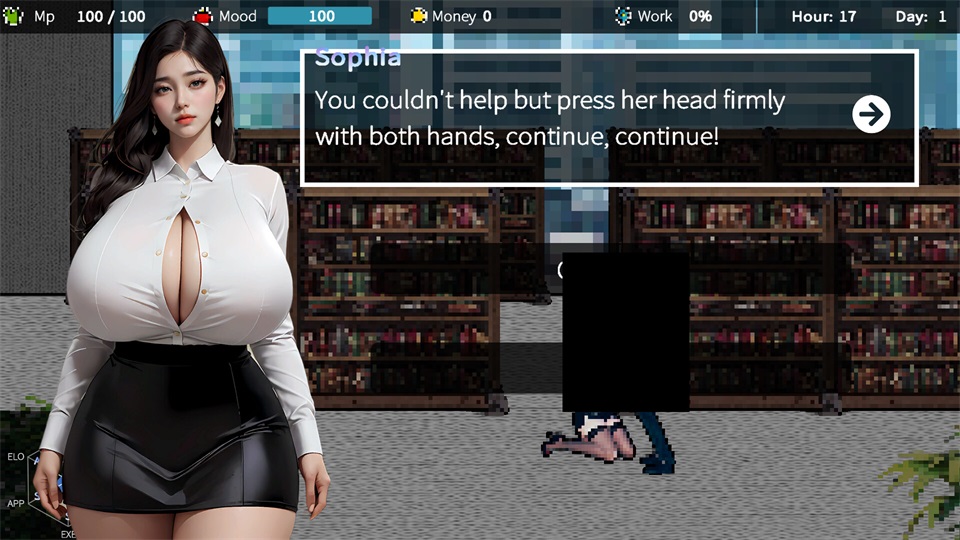 Mp 100 / 100 Mood 100 Money 0 Work 0% Hour: 17 Day: 1
Sophia
You couldn't help but press her head firmly
with both hands, continue, continue!
ELO
APP